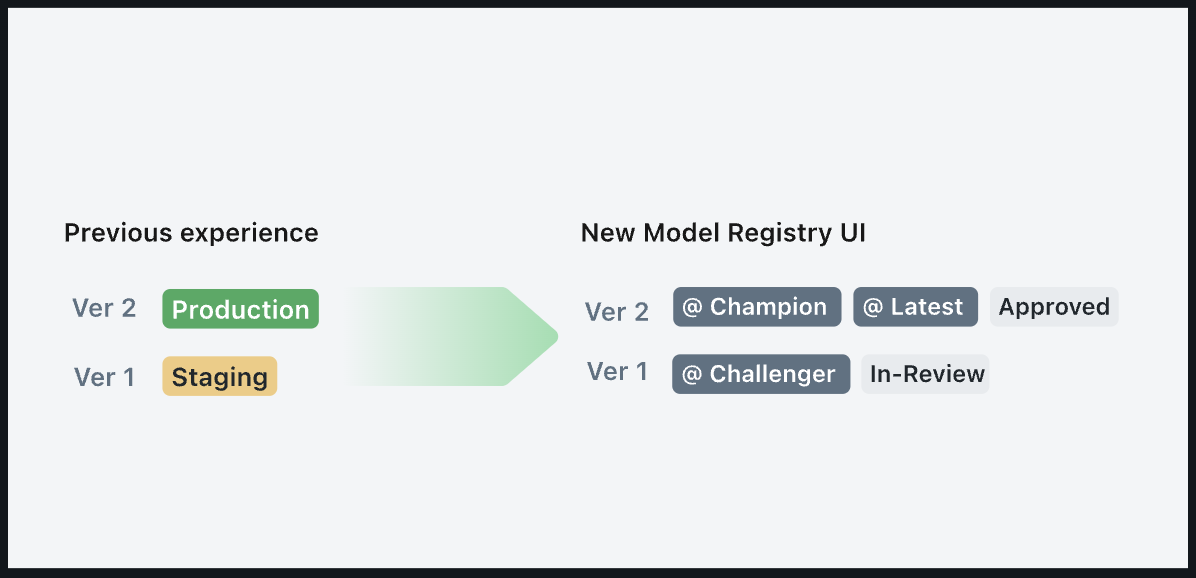 Previous experience
Ver 2 Production
Ver 1 Staging
New Model Registry UI
Ver 2 @ Champion @ Latest Approved
Ver 1 @ Challenger In-Review